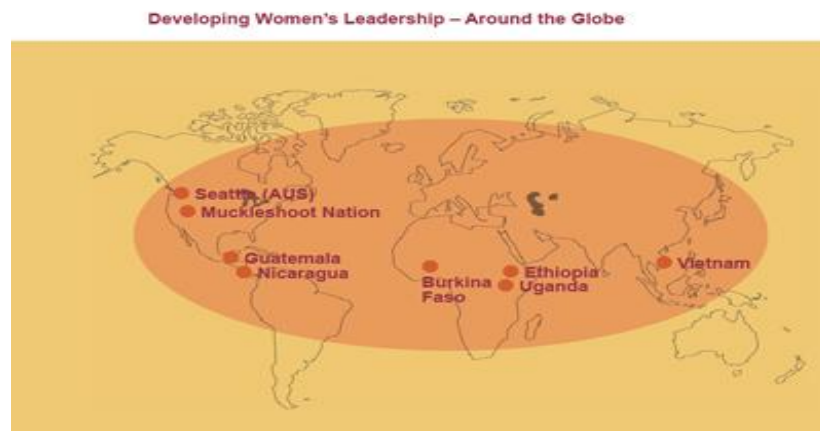 Developing Women's Leadership – Around the Globe
Seattle (AUS)
Muckleshoot Nation
Guatemala
Nicaragua
Burkina
Faso
Ethiopia
Uganda
Vietnam